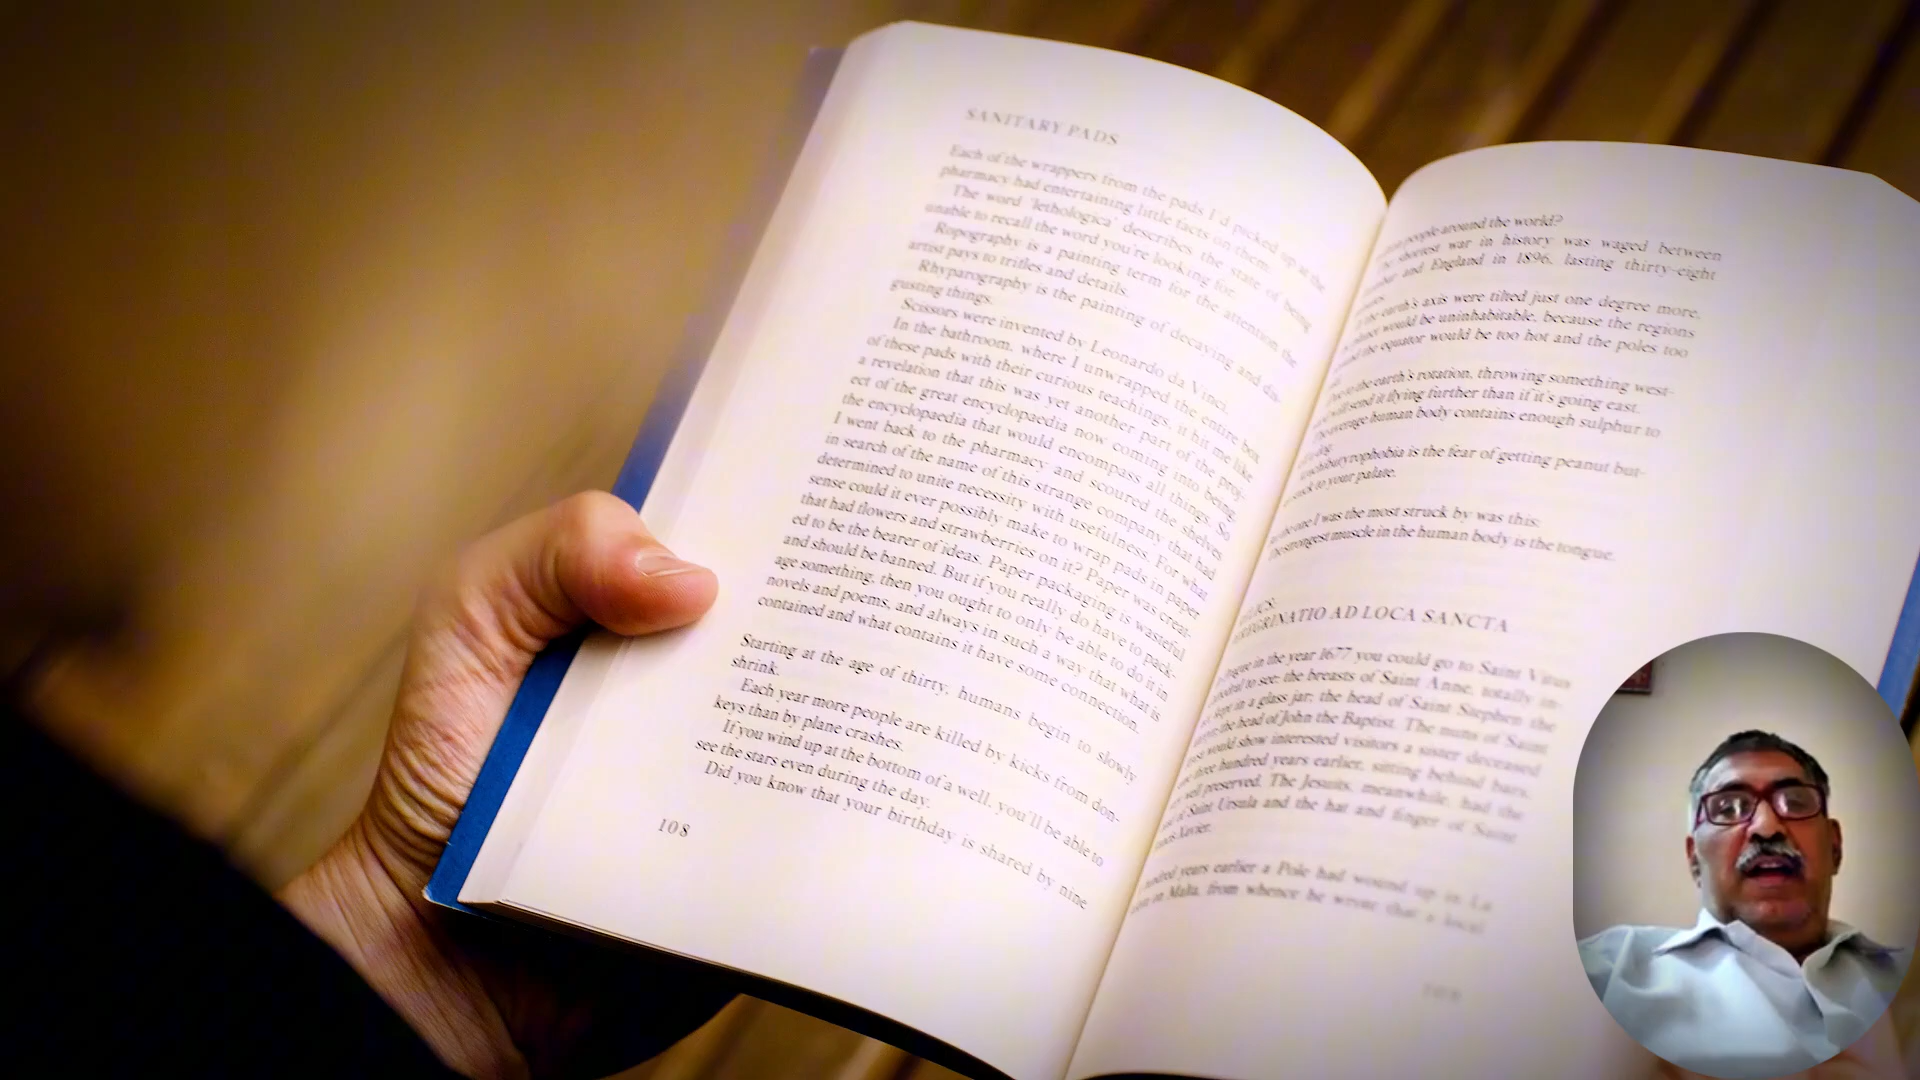 SANITARY PADS
Each of the wrappers from the pads I'd picked up at the
pharmacy had entertaining little facts on them.
The word 'lethologica' describes the state of being
unable to recall the word you're looking for.
Ropography is a painting term for the attention the
artist pays to trifles and details.
Rhyparography is the painting of decaying and dis-
gusting things.
Scissors were invented by Leonardo da Vinci.
In the bathroom, where I unwrapped the entire box
of these pads with their curious teachings, it hit me like
a revelation that this was yet another part of the proj-
ect of the great encyclopaedia now coming into being,
the encyclopaedia that would encompass all things. So
I went back to the pharmacy and scoured the shelves
in search of the name of this strange company that had
determined to unite necessity with usefulness. For what
sense could it ever possibly make to wrap pads in paper
that had flowers and strawberries on it? Paper was creat-
ed to be the bearer of ideas. Paper packaging is wasteful
and should be banned. But if you really do have to pack-
age something, then you ought to only be able to do it in
novels and poems, and always in such a way that what is
contained and what contains it have some connection.
Starting at the age of thirty, humans begin to slowly
shrink.
Each year more people are killed by kicks from don-
keys than by plane crashes.
If you wind up at the bottom of a well, you'll be able to
see the stars even during the day.
Did you know that your birthday is shared by nine
108
people around the world?
shortest war in history was waged between
and England in 1896, lasting thirty-eight
the earth's axis were tilted just one degree more,
planet would be uninhabitable, because the regions
the equator would be too hot and the poles too
to the earth's rotation, throwing something west-
will send it flying further than if it's going east.
average human body contains enough sulphur to
dog.
is the fear of getting peanut but-
stuck to your palate.
the one I was the most struck by was this:
strongest muscle in the human body is the tongue.
AD LOCA SANCTA
in the year 1677 you could go to Saint Vitus
to see: the breasts of Saint Anne, totally in-
kept in a glass jar; the head of Saint Stephen the
the head of John the Baptist. The nuns of Saint
would show interested visitors a sister deceased
three hundred years earlier, sitting behind bars,
well preserved. The Jesuits, meanwhile, had the
of Saint Ursula and the hat and finger of Saint
Xavier.
years earlier a Pole had wound up in La
in Malta, from whence he wrote that a local